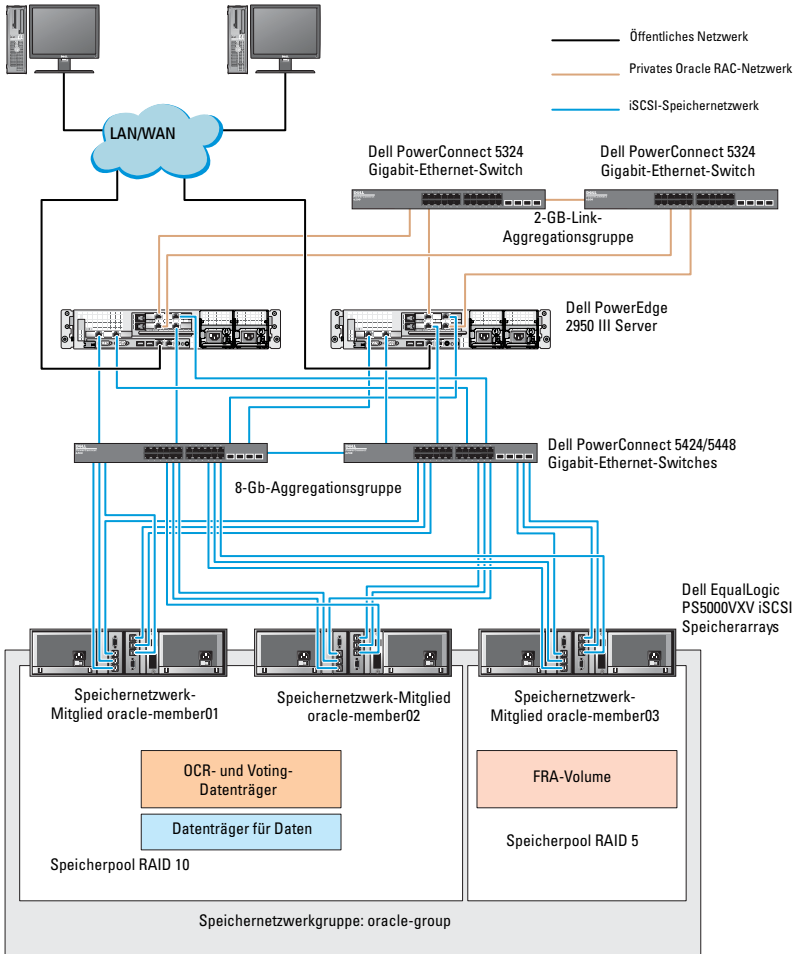 Öffentliches Netzwerk
Privates Oracle RAC-Netzwerk
iSCSI-Speichernetzwerk
LAN/WAN
Dell PowerConnect 5324
Gigabit-Ethernet-Switch
Dell PowerConnect 5324
Gigabit-Ethernet-Switch
2-GB-Link-
Aggregationsgruppe
Dell PowerEdge
2950 III Server
Dell PowerConnect 5424/5448
Gigabit-Ethernet-Switches
8-Gb-Aggregationsgruppe
Dell EqualLogic
PS5000VXV iSCSI
Speicherarrays
Speichernetzwerk-
Mitglied oracle-member01
Speichernetzwerk-Mitglied
oracle-member02
Speichernetzwerk-
Mitglied oracle-member03
OCR- und Voting-
Datenträger
FRA-Volume
Datenträger für Daten
Speicherpool RAID 10
Speicherpool RAID 5
Speichernetzwerkgruppe: oracle-group